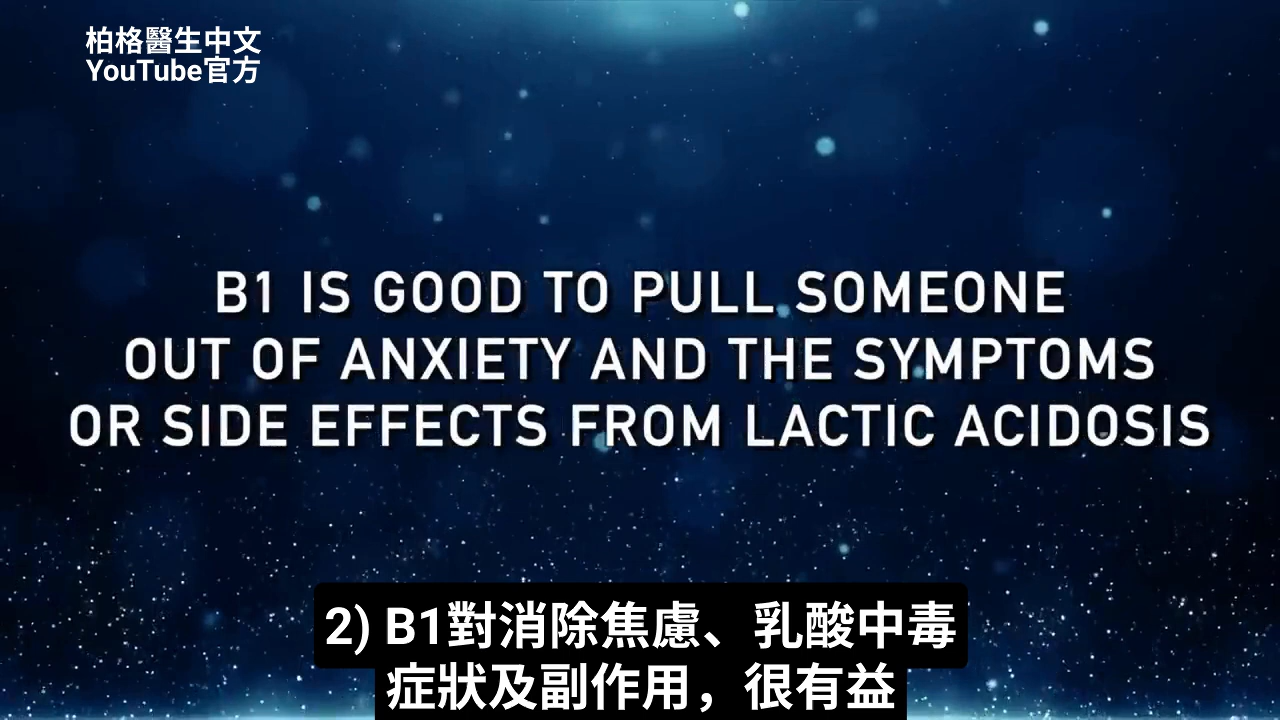 柏格醫生中文
YouTube官方
B1 IS GOOD TO PULL SOMEONE
OUT OF ANXIETY AND THE SYMPTOMS
OR SIDE EFFECTS FROM LACTIC ACIDOSIS
2) B1對消除焦慮、乳酸中毒
症狀及副作用，很有益